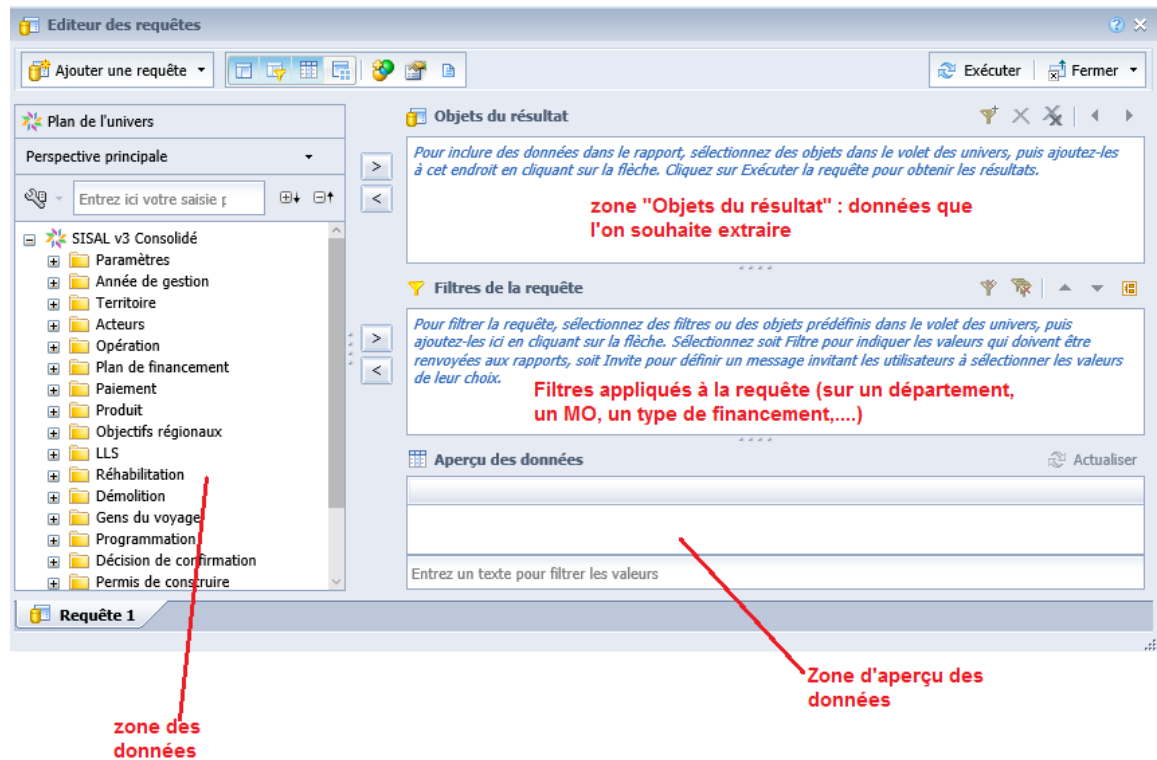 Editeur des requêtes
Ajouter une requête
Exécuter
Fermer
Plan de l'univers
Perspective principale
Entrez ici votre saisie p
SISAL v3 Consolidé
Paramètres
Année de gestion
Territoire
Acteurs
Opération
Plan de financement
Paiement
Produit
Objectifs régionaux
LLS
Réhabilitation
Démolition
Gens du voyage
Programmation
Décision de confirmation
Permis de construire
>
<
>
<
Objets du résultat
Pour inclure des données dans le rapport, sélectionnez des objets dans le volet des univers, puis ajoutez-les
à cet endroit en cliquant sur la flèche. Cliquez sur Exécuter la requête pour obtenir les résultats.
zone "Objets du résultat" : données que
l'on souhaite extraire
Filtres de la requête
Pour filtrer la requête, sélectionnez des filtres ou des objets prédéfinis dans le volet des univers, puis
ajoutez-les ici en cliquant sur la flèche. Sélectionnez soit Filtre pour indiquer les valeurs qui doivent être
renvoyées aux rapports, soit Invite pour définir un message invitant les utilisateurs à sélectionner les valeurs
de leur choix.
Filtres appliqués à la requête (sur un département,
un MO, un type de financement,....)
Aperçu des données
Actualiser
Entrez un texte pour filtrer les valeurs
Requête 1
Zone d'aperçu des
données
zone des
données